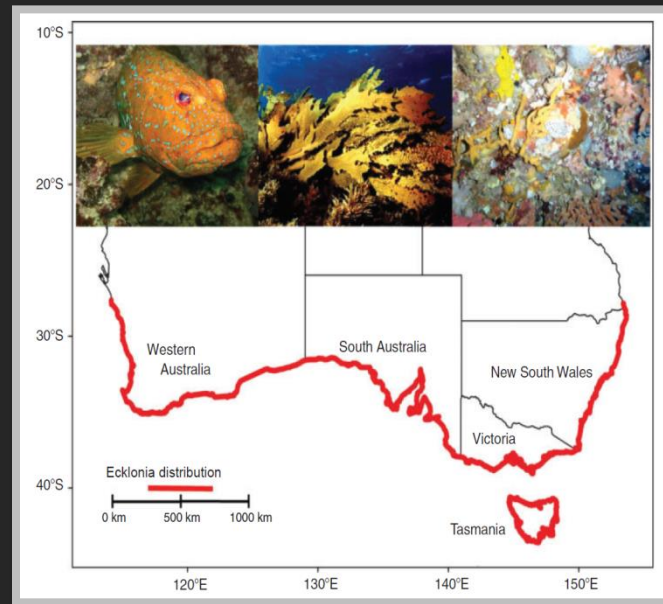 10°S
20°S
30°S
40°S
Western
Australia
South Australia
New South Wales
Victoria
Tasmania
Ecklonia distribution
0 km 500 km 1000 km
120°E 130°E 140°E 150°E